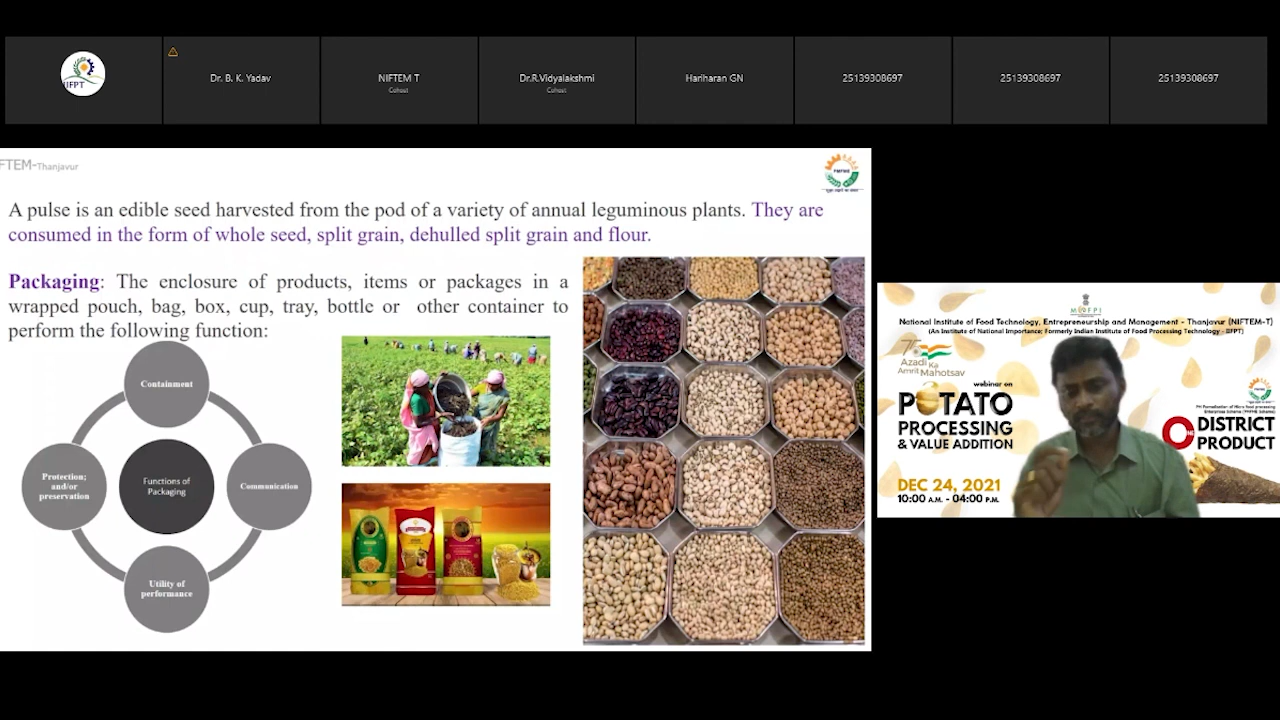 IIFPT
Dr. B. K. Yadav
NIFTEM T
Cohost
Dr.R.Vidyalakshmi
Cohost
Hariharan GN
25139308697
25139308697
25139308697
FTEM-Thanjavur
A pulse is an edible seed harvested from the pod of a variety of annual leguminous plants. They are
consumed in the form of whole seed, split grain, dehulled split grain and flour.
Packaging: The enclosure of products, items or packages in a
wrapped pouch, bag, box, cup, tray, bottle or other container to
perform the following function:
Containment
Protection;
and/or
preservation
Functions of
Packaging
Communication
Utility of
performance
National Institute of Food Technology, Entrepreneurship and Management - Thanjavur (NIFTEM-T)
(An Institute of National Importance; Formerly Indian Institute of Food Processing Technology - IIFPT)
Azadi Ka
Amrit Mahotsav
webinar on
POTATO
PROCESSING
& VALUE ADDITION
DEC 24, 2021
10:00 A.M. - 04:00 P.M.
DISTRICT
PRODUCT